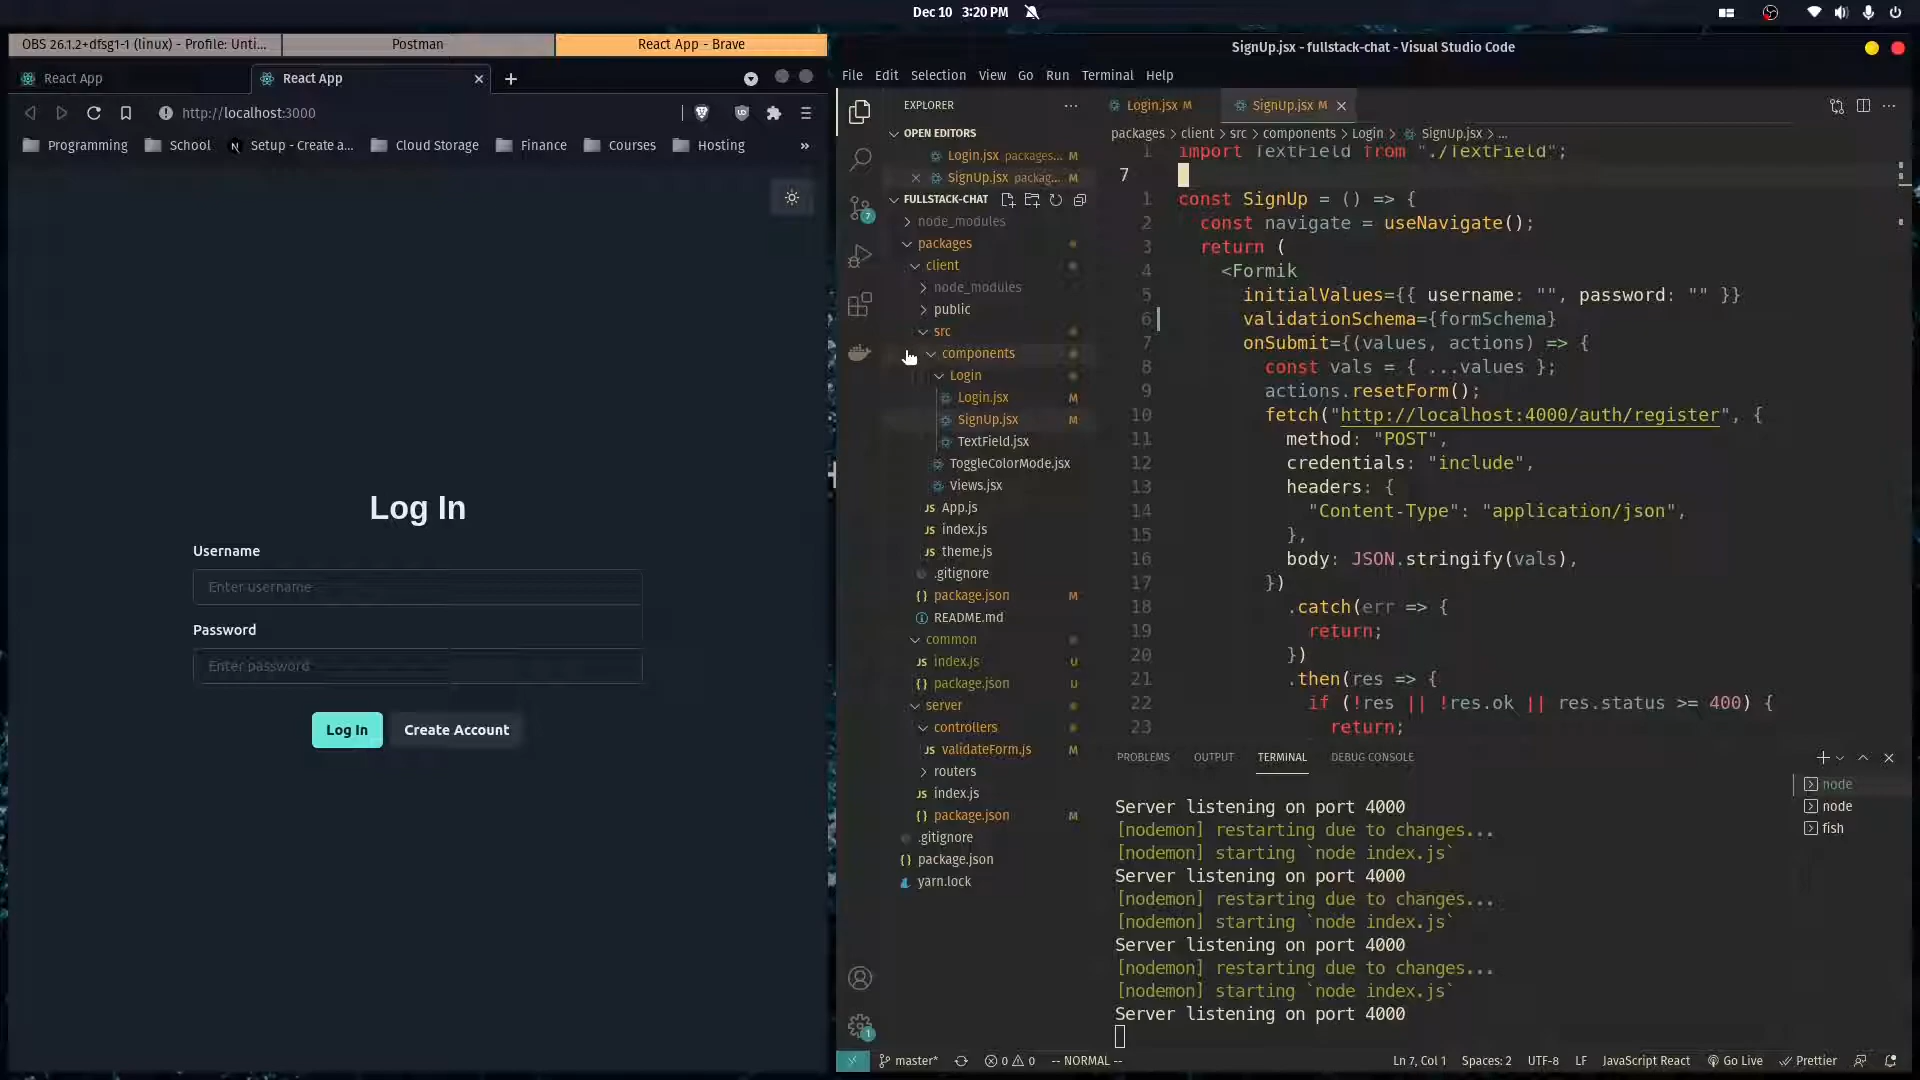 Dec 10 3:20 PM
OBS 26.1.2+dfsg1-1 (linux) - Profile: Unti...
Postman
React App - Brave
React App
React App
http://localhost:3000
Programming
School
Setup - Create a...
Cloud Storage
Finance
Courses
Hosting
»
Log In
Username
Enter username
Password
Enter password
Log In
Create Account
SignUp.jsx - fullstack-chat - Visual Studio Code
File Edit Selection View Go Run Terminal Help
EXPLORER
OPEN EDITORS
Login.jsx packages... M
SignUp.jsx packag... M
FULLSTACK-CHAT
node_modules
packages
client
node_modules
public
src
components
Login
Login.jsx M
SignUp.jsx M
TextField.jsx
ToggleColorMode.jsx
Views.jsx
JS App.js
JS index.js
JS theme.js
.gitignore
{} package.json M
README.md
common
JS index.js U
{} package.json U
server
controllers
JS validateForm.js M
routers
JS index.js
{} package.json M
.gitignore
{} package.json
yarn.lock
7
1
Login.jsx M
SignUp.jsx M
packages > client > src > components > Login > SignUp.jsx > ...
1 import TextField from "./TextField";
7
1 const SignUp = () => {
2 const navigate = useNavigate();
3 return (
4 <Formik
5 initialValues={{ username: "", password: "" }}
6 validationSchema={formSchema}
7 onSubmit={(values, actions) => {
8 const vals = { ...values };
9 actions.resetForm();
10 fetch("http://localhost:4000/auth/register", {
11 method: "POST",
12 credentials: "include",
13 headers: {
14 "Content-Type": "application/json",
15 },
16 body: JSON.stringify(vals),
17 })
18 .catch(err => {
19 return;
20 })
21 .then(res => {
22 if (!res || !res.ok || res.status >= 400) {
23 return;
PROBLEMS OUTPUT TERMINAL DEBUG CONSOLE
node
node
fish
Server listening on port 4000
[nodemon] restarting due to changes...
[nodemon] starting `node index.js`
Server listening on port 4000
[nodemon] restarting due to changes...
[nodemon] starting `node index.js`
Server listening on port 4000
[nodemon] restarting due to changes...
[nodemon] starting `node index.js`
Server listening on port 4000
master* 0 0 -- NORMAL -- Ln 7, Col 1 Spaces: 2 UTF-8 LF JavaScript React Go Live Prettier